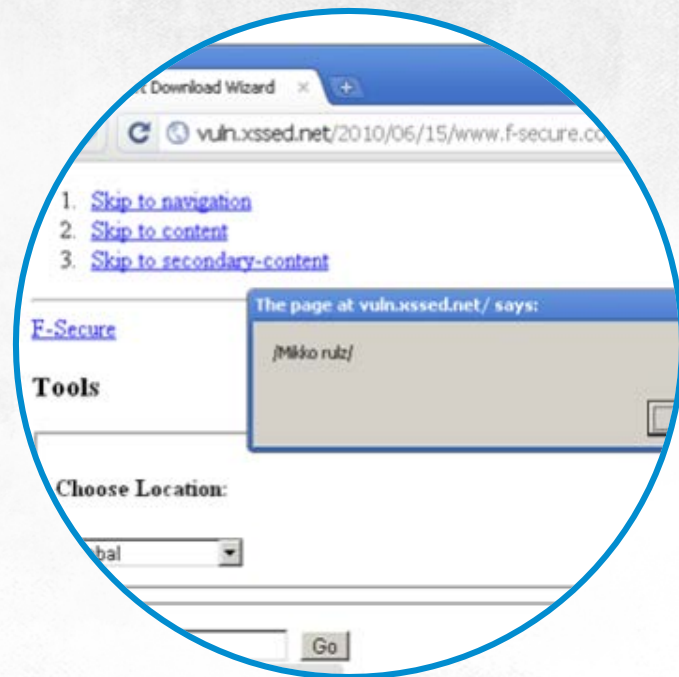 Download Wizard
vuln.xssed.net/2010/06/15/www.f-secure.co
1. Skip to navigation
2. Skip to content
3. Skip to secondary-content
The page at vuln.xssed.net/ says:
F-Secure
/Mikko rulz/
Tools
Choose Location:
Go